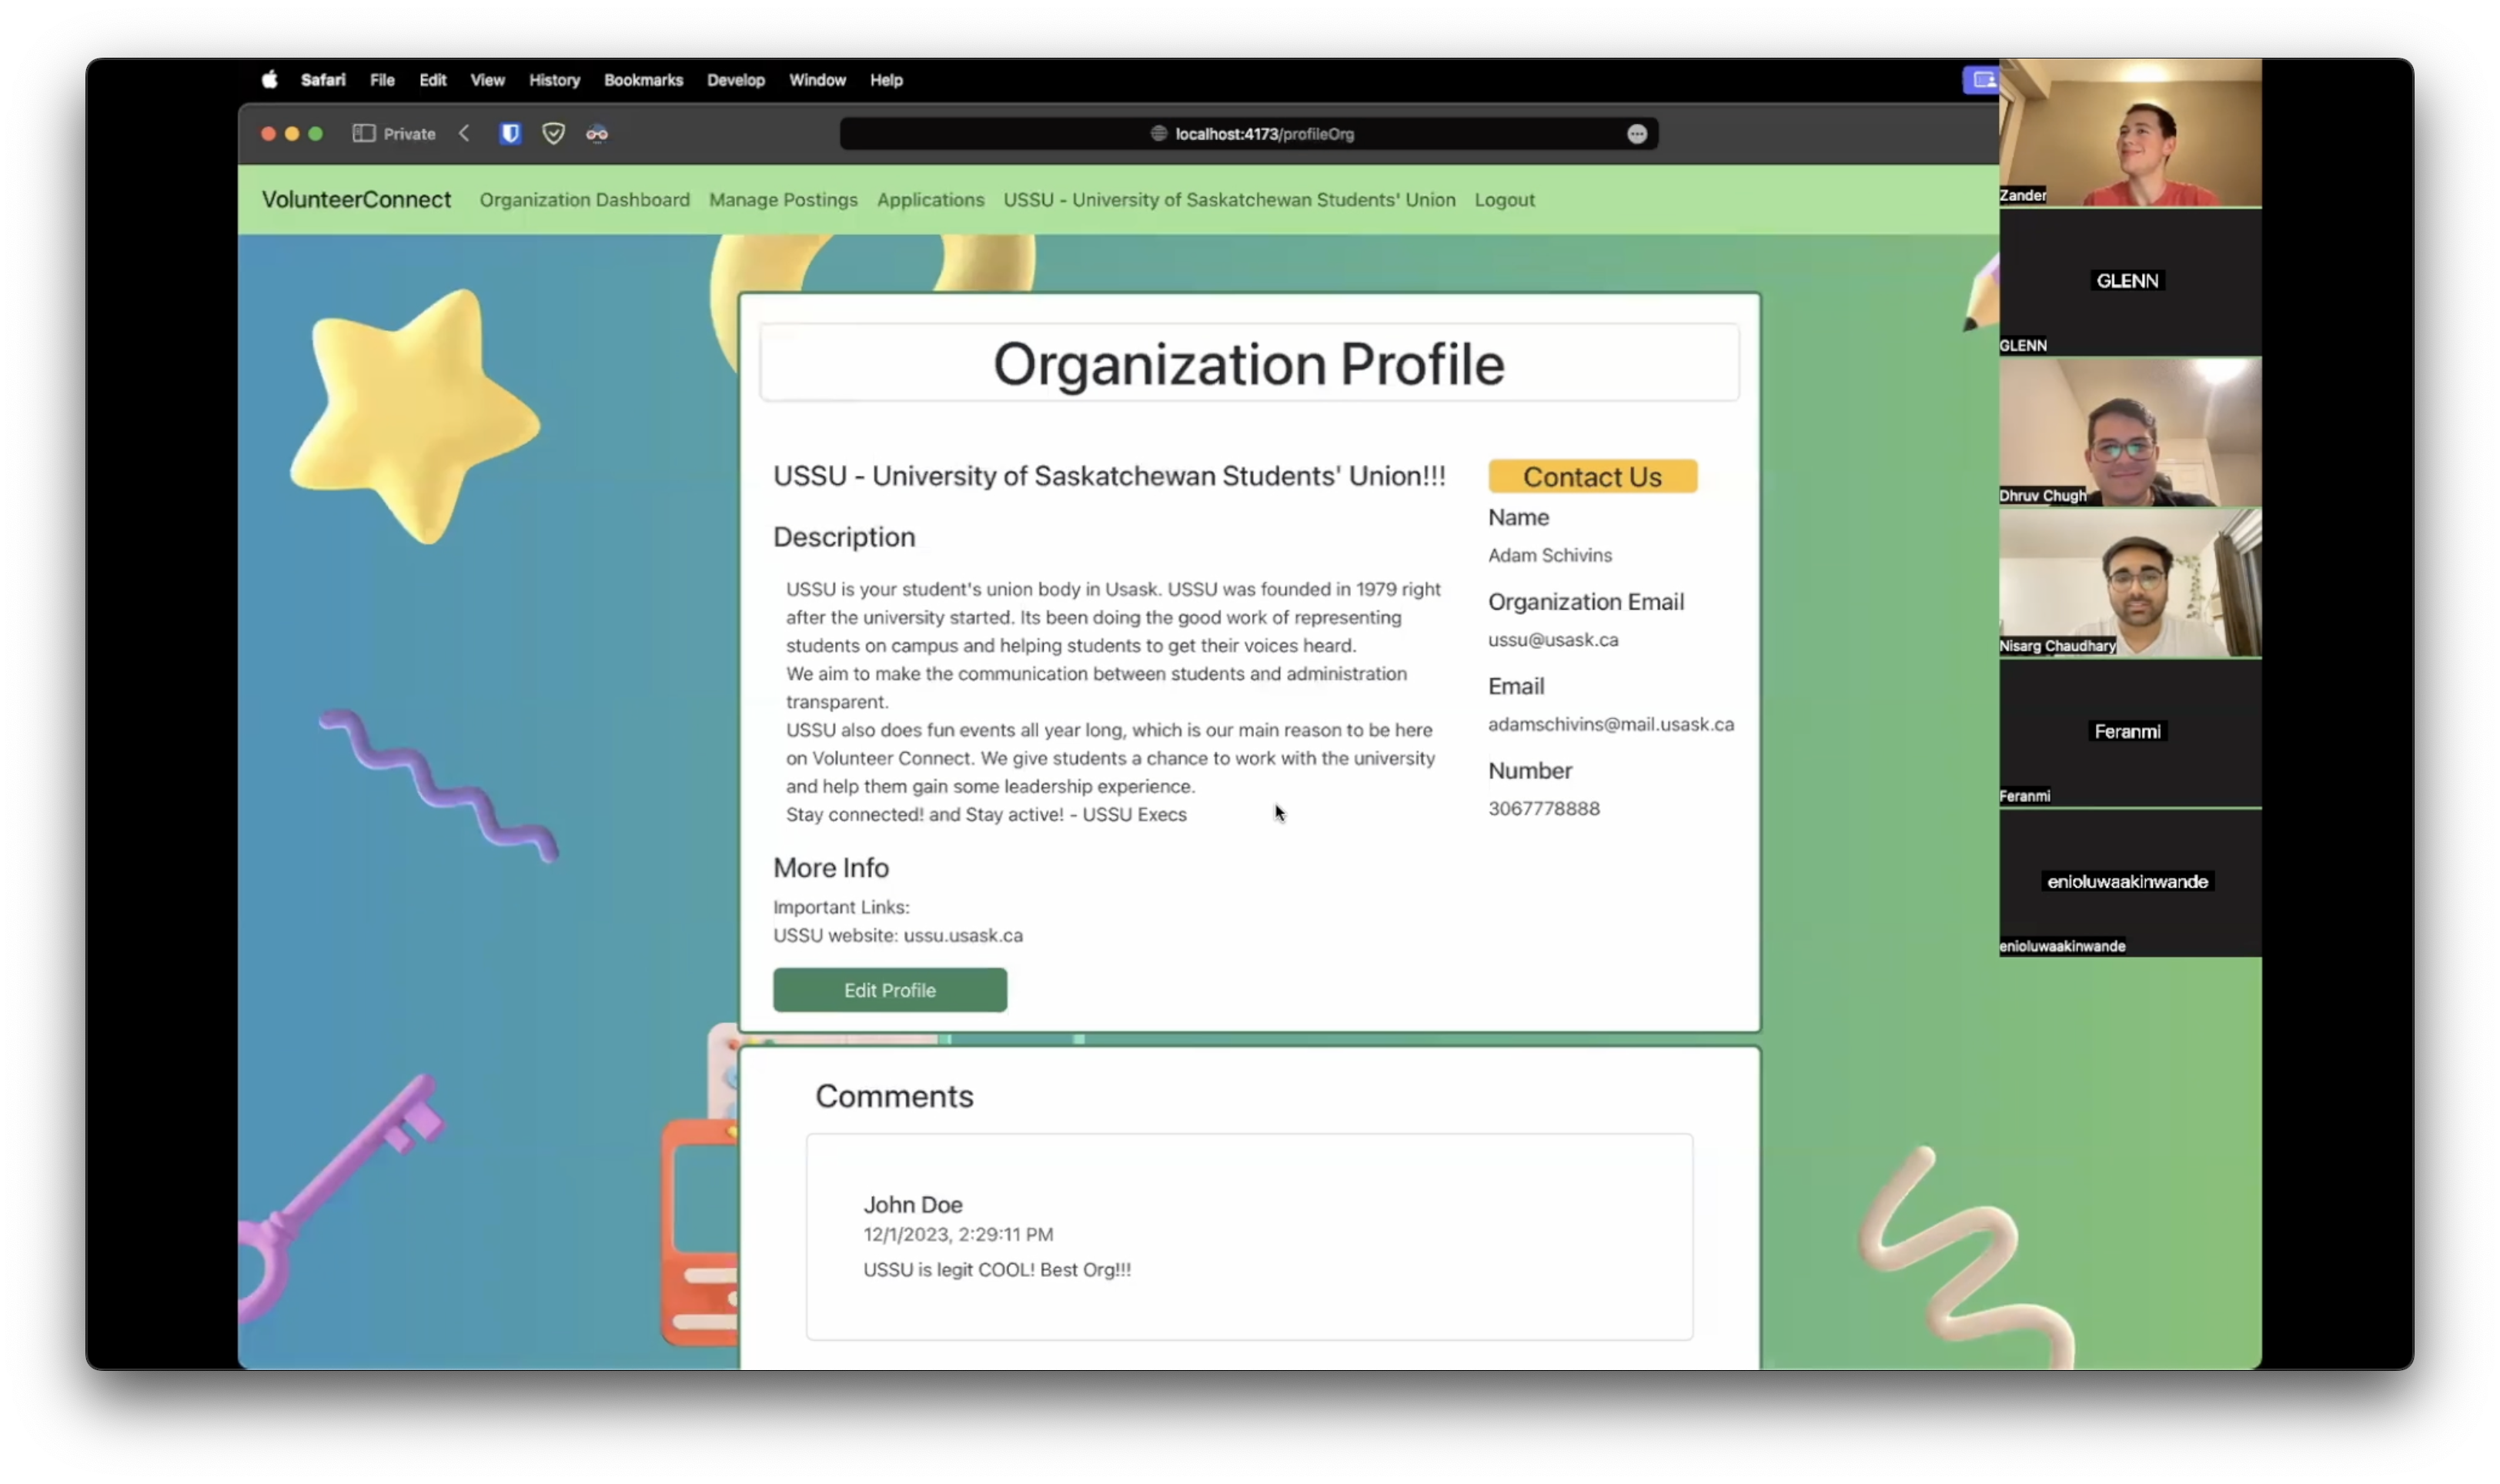 Safari File Edit View History Bookmarks Develop Window Help
Private
localhost:4173/profileOrg
VolunteerConnect Organization Dashboard Manage Postings Applications USSU - University of Saskatchewan Students' Union Logout
Organization Profile
USSU - University of Saskatchewan Students' Union!!!
Description
USSU is your student's union body in Usask. USSU was founded in 1979 right
after the university started. Its been doing the good work of representing
students on campus and helping students to get their voices heard.
We aim to make the communication between students and administration
transparent.
USSU also does fun events all year long, which is our main reason to be here
on Volunteer Connect. We give students a chance to work with the university
and help them gain some leadership experience.
Stay connected! and Stay active! - USSU Execs
More Info
Important Links:
USSU website: ussu.usask.ca
Edit Profile
Contact Us
Name
Adam Schivins
Organization Email
ussu@usask.ca
Email
adamschivins@mail.usask.ca
Number
3067778888
Comments
John Doe
12/1/2023, 2:29:11 PM
USSU is legit COOL! Best Org!!!
Zander
GLENN
GLENN
Dhruv Chugh
Nisarg Chaudhary
Feranmi
Feranmi
enioluwaakinwande
enioluwaakinwande